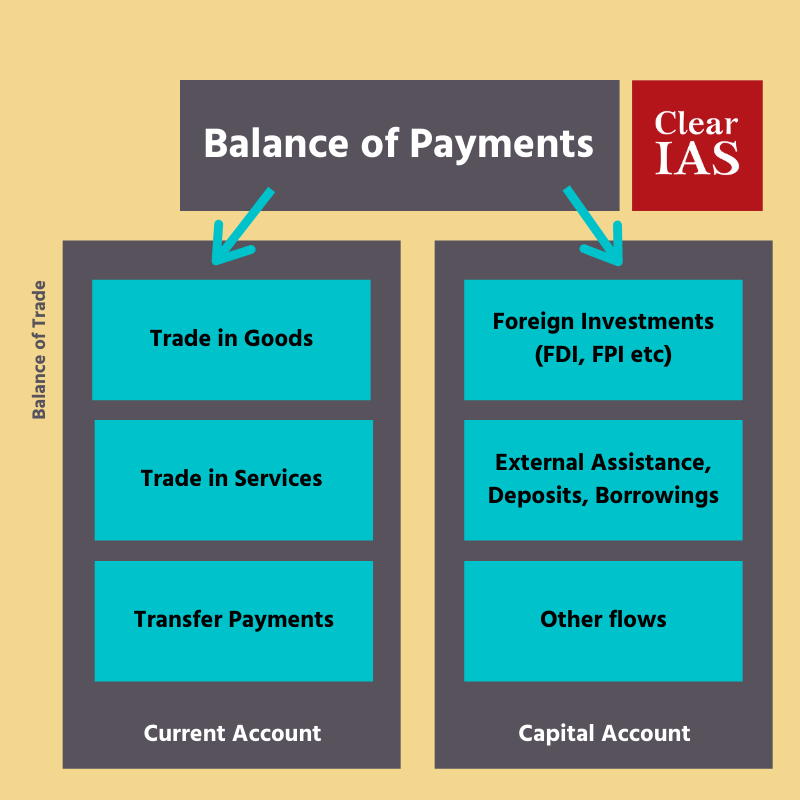 Balance of Payments
Clear
IAS
Balance of Trade
Trade in Goods
Trade in Services
Transfer Payments
Current Account
Foreign Investments
(FDI, FPI etc)
External Assistance,
Deposits, Borrowings
Other flows
Capital Account